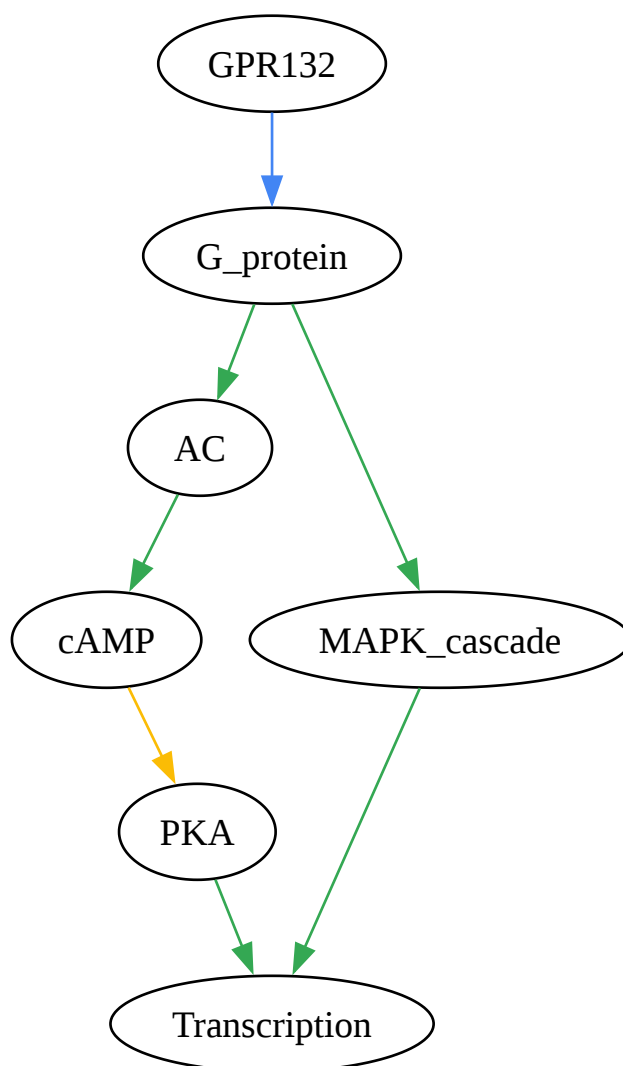 GPR132
G_protein
AC
cAMP
MAPK_cascade
PKA
Transcription